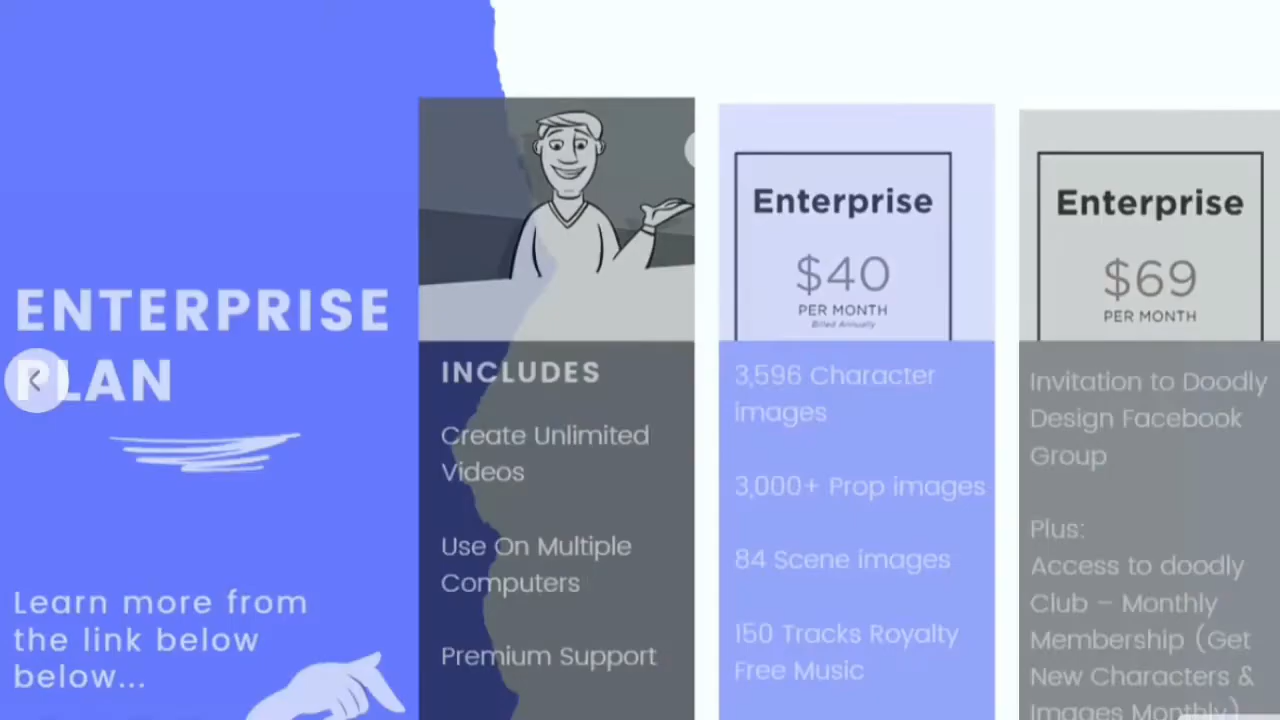 ENTERPRISE
PLAN
Learn more from
the link below
below...
INCLUDES
Create Unlimited
Videos
Use On Multiple
Computers
Premium Support
Enterprise
$40
PER MONTH
Billed Annually
3,596 Character
images
3,000+ Prop images
84 Scene images
150 Tracks Royalty
Free Music
Enterprise
$69
PER MONTH
Invitation to Doodly
Design Facebook
Group
Plus:
Access to doodly
Club – Monthly
Membership (Get
New Characters &
Images Monthly)